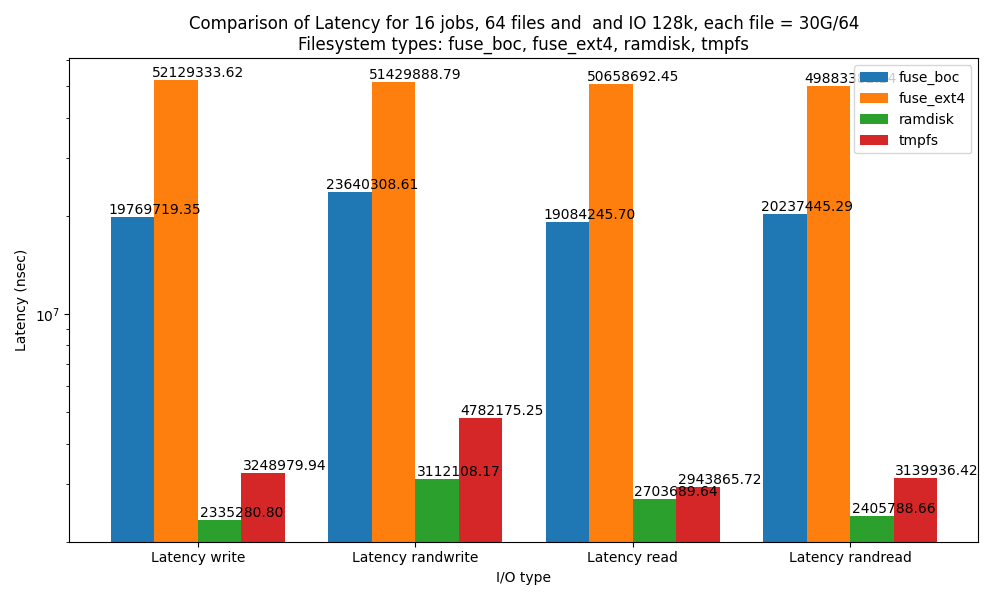 Comparison of Latency for 16 jobs, 64 files and  and IO 128k, each file = 30G/64
Filesystem types: fuse_boc, fuse_ext4, ramdisk, tmpfs
fuse_boc
fuse_ext4
ramdisk
tmpfs
52129333.62
51429888.79
50658692.45
19769719.35
23640308.61
19084245.70
20237445.29
3248979.94
4782175.25
2943865.72
3139936.42
2335280.80
3112108.17
2703689.64
2405788.66
Latency (nsec)
10^7
Latency write
Latency randwrite
Latency read
Latency randread
I/O type